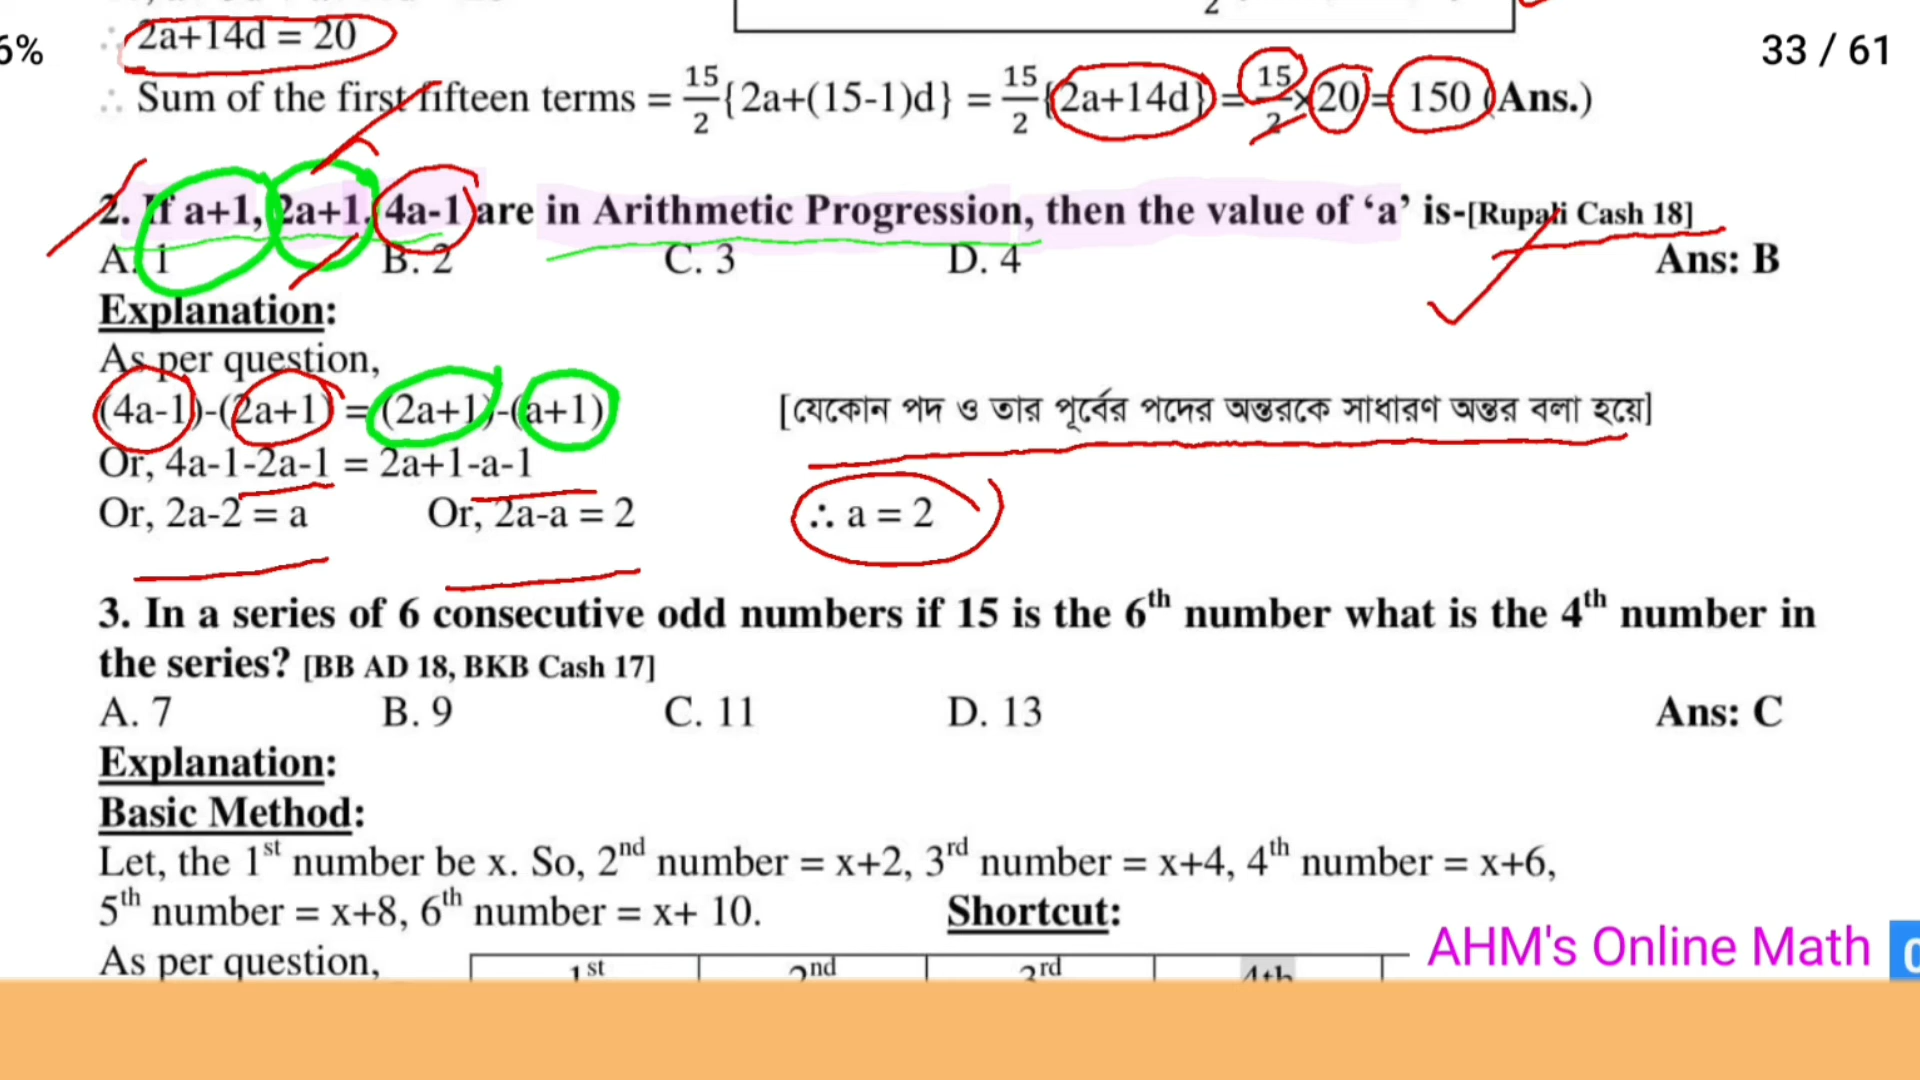 6%
33 / 61
∴ 2a+14d = 20
∴ Sum of the first fifteen terms = 15/2{2a+(15-1)d} = 15/2{2a+14d} = 15/2×20 = 150 (Ans.)
2. If a+1, 2a+1, 4a-1 are in Arithmetic Progression, then the value of ‘a’ is-[Rupali Cash 18]
A. 1 B. 2 C. 3 D. 4 Ans: B
Explanation:
As per question,
(4a-1)-(2a+1) = (2a+1)-(a+1) [যেকোন পদ ও তার পূর্বের পদের অন্তরকে সাধারণ অন্তর বলা হয়ে]
Or, 4a-1-2a-1 = 2a+1-a-1
Or, 2a-2 = a Or, 2a-a = 2 ∴ a = 2
3. In a series of 6 consecutive odd numbers if 15 is the 6th number what is the 4th number in
the series? [BB AD 18, BKB Cash 17]
A. 7 B. 9 C. 11 D. 13 Ans: C
Explanation:
Basic Method:
Let, the 1st number be x. So, 2nd number = x+2, 3rd number = x+4, 4th number = x+6,
5th number = x+8, 6th number = x+ 10. Shortcut:
As per question,
1st 2nd 3rd 4th
AHM's Online Math